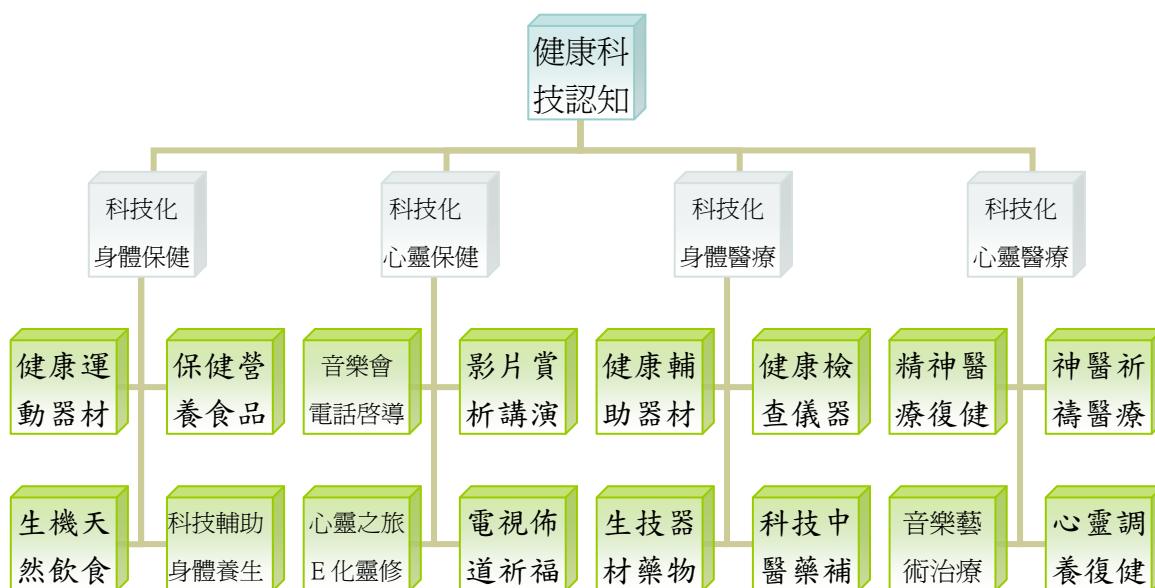 健康科
技認知
科技化
身體保健
科技化
心靈保健
科技化
身體醫療
科技化
心靈醫療
健康運
動器材
保健營
養食品
音樂會
電話啓導
影片賞
析講演
健康輔
助器材
健康檢
查儀器
精神醫
療復健
神醫祈
禱醫療
生機天
然飲食
科技輔助
身體養生
心靈之旅
E 化靈修
電視佈
道祈福
生技器
材藥物
科技中
醫藥補
音樂藝
術治療
心靈調
養復健